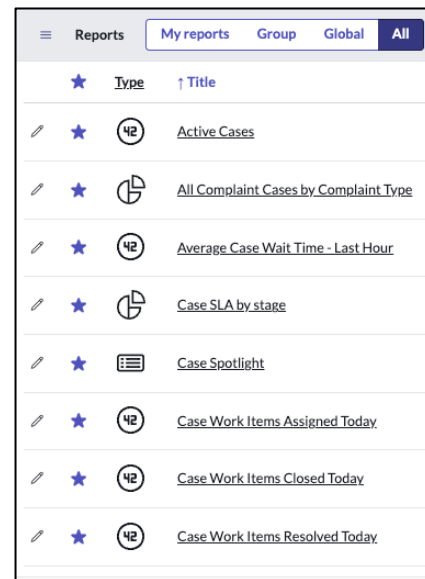 Reports My reports Group Global All
Type ↑ Title
42 Active Cases
All Complaint Cases by Complaint Type
42 Average Case Wait Time - Last Hour
Case SLA by stage
Case Spotlight
42 Case Work Items Assigned Today
42 Case Work Items Closed Today
42 Case Work Items Resolved Today